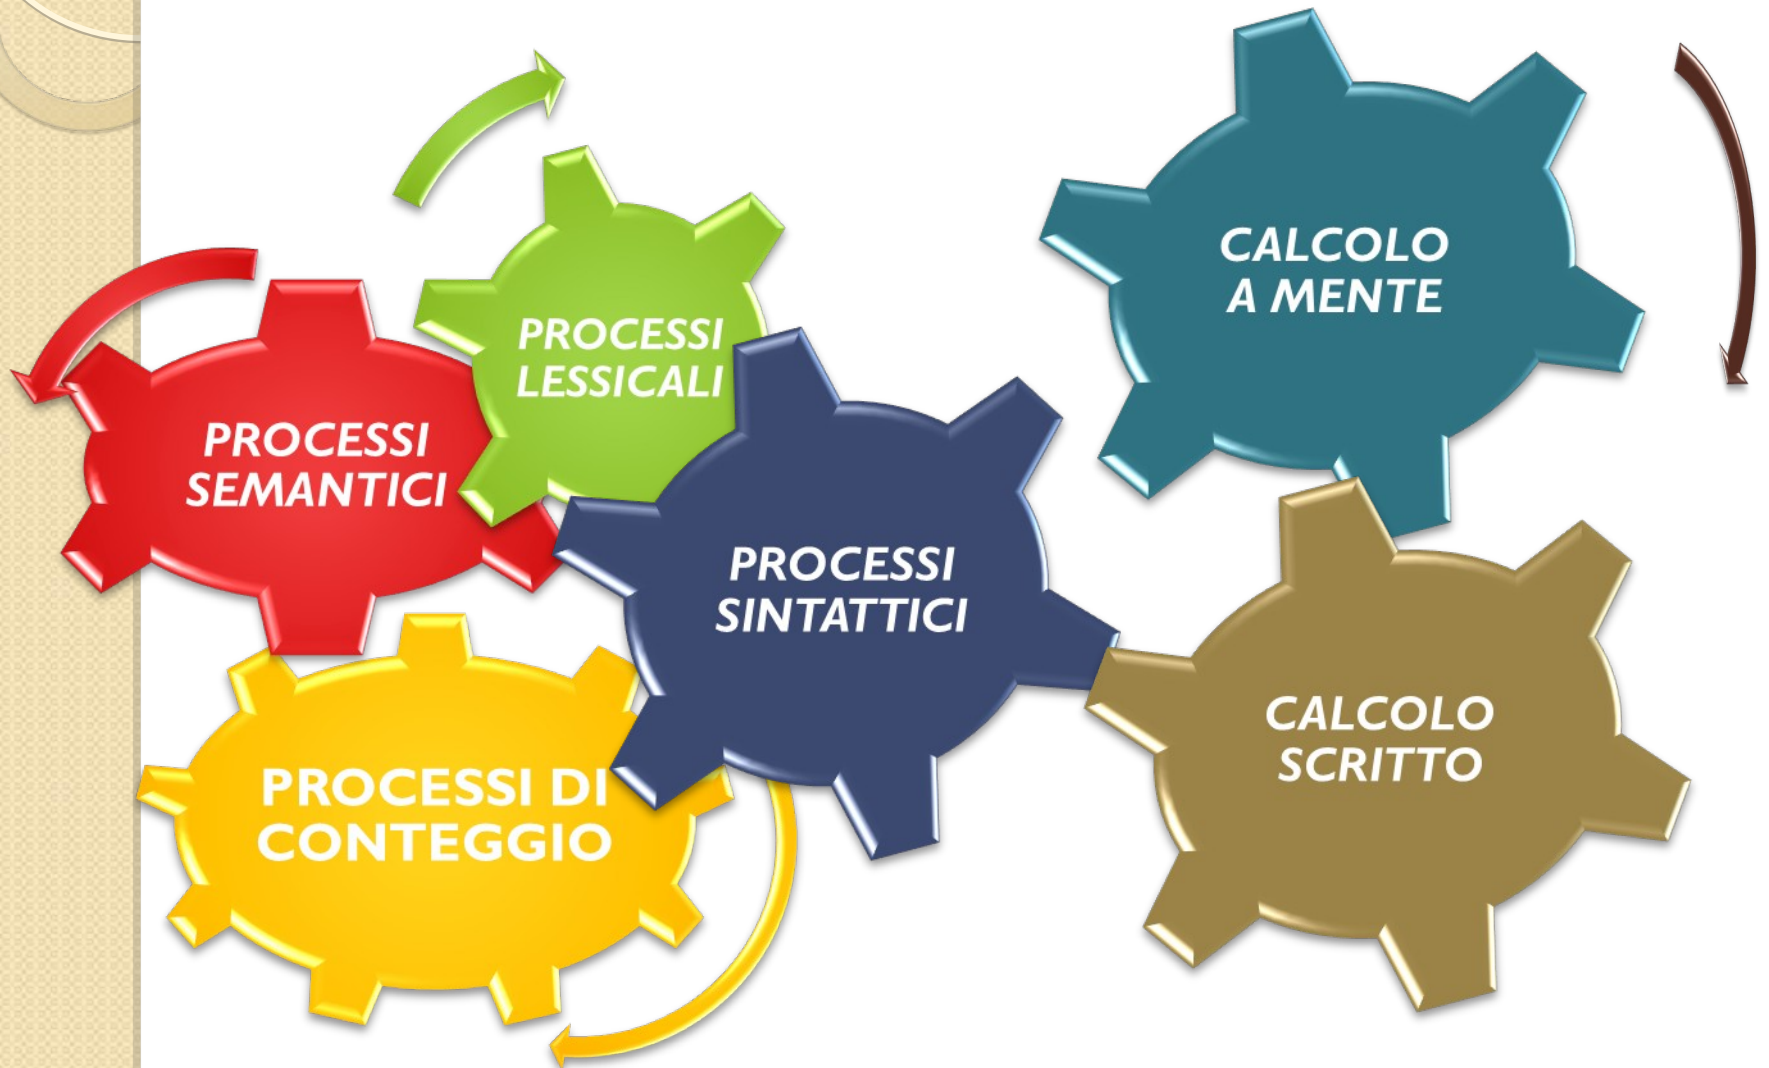 PROCESSI
LESSICALI
PROCESSI
SEMANTICI
PROCESSI
SINTATTICI
PROCESSI DI
CONTEGGIO
CALCOLO
A MENTE
CALCOLO
SCRITTO